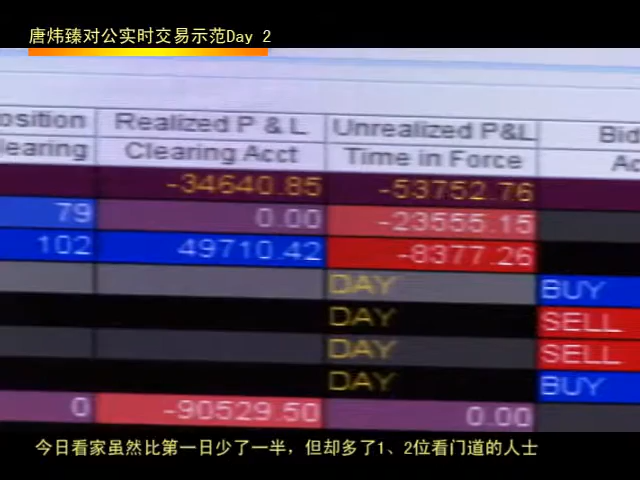 唐炜臻对公实时交易示范Day 2
osition Realized P & L Unrealized P&L Bid
learing Clearing Acct Time in Force Ac
-34640.85 -53752.76
79 0.00 -23555.15
102 49710.42 -8377.26
DAY BUY
DAY SELL
DAY SELL
DAY BUY
0 -90529.50 0.00
今日看家虽然比第一日少了一半，但却多了1、2位看门道的人士